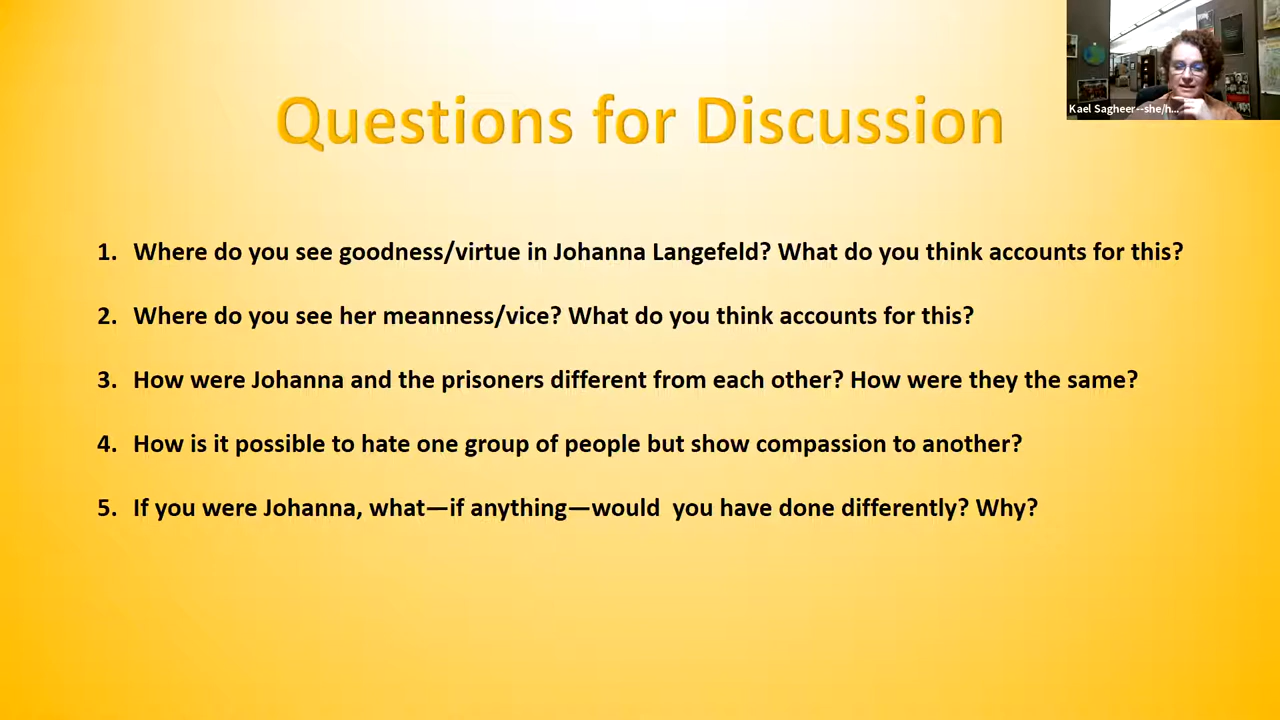 Kael Sagheer--she/h...
Questions for Discussion
1. Where do you see goodness/virtue in Johanna Langefeld? What do you think accounts for this?
2. Where do you see her meanness/vice? What do you think accounts for this?
3. How were Johanna and the prisoners different from each other? How were they the same?
4. How is it possible to hate one group of people but show compassion to another?
5. If you were Johanna, what—if anything—would  you have done differently? Why?